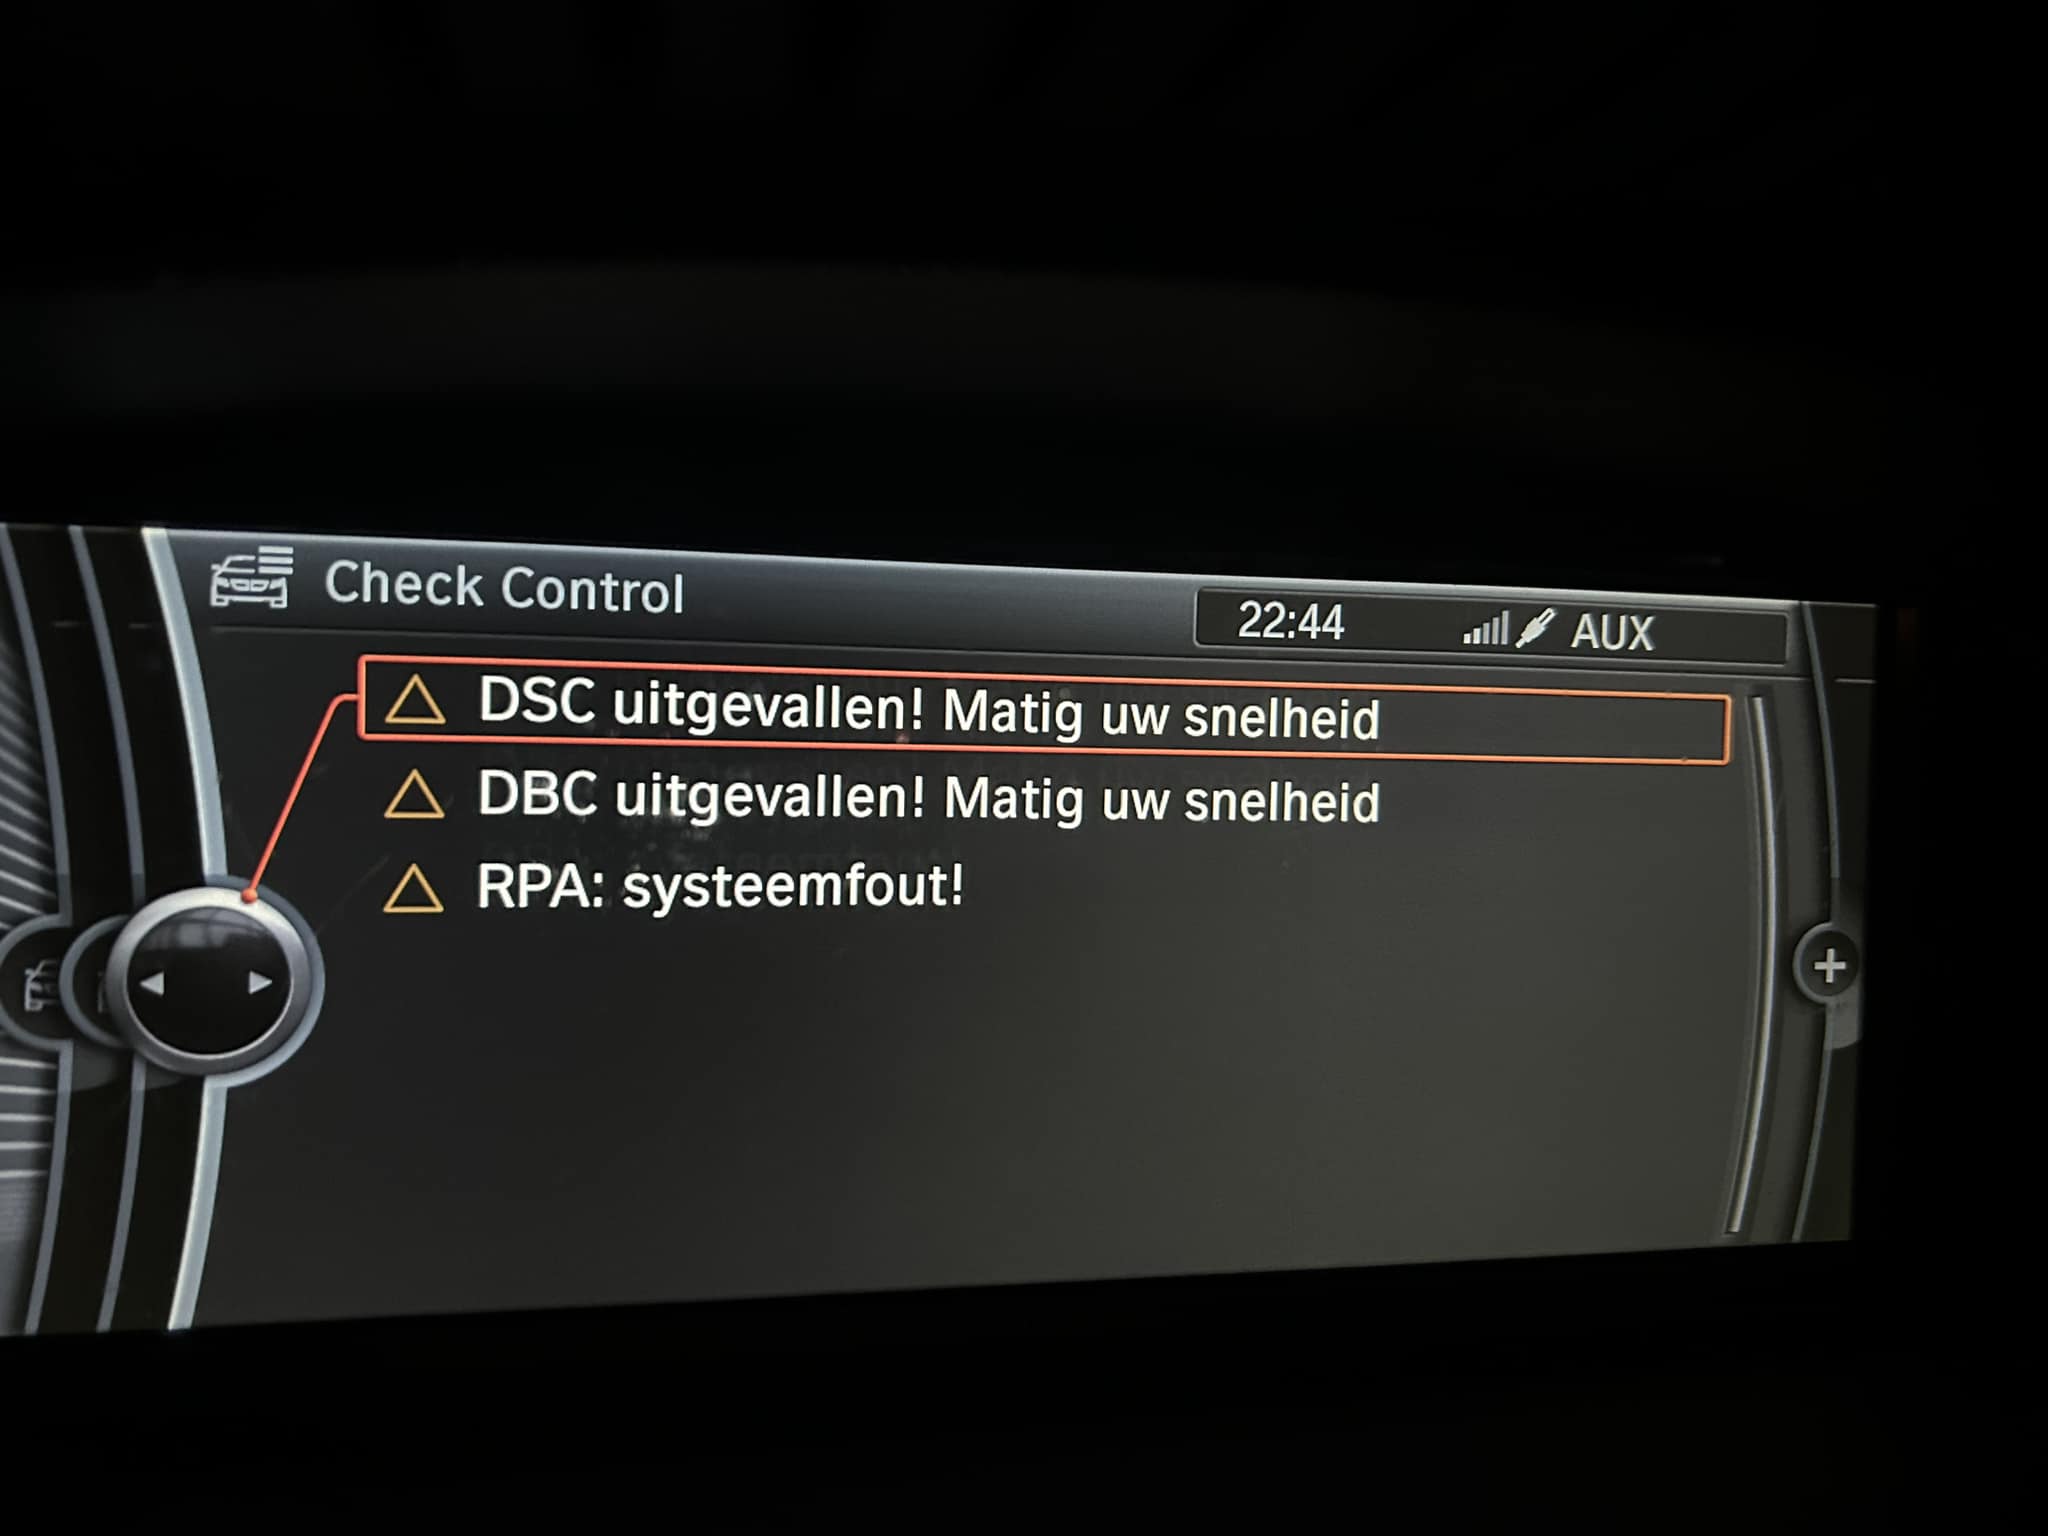 Check Control
22:44 AUX
DSC uitgevallen! Matig uw snelheid
DBC uitgevallen! Matig uw snelheid
RPA: systeemfout!